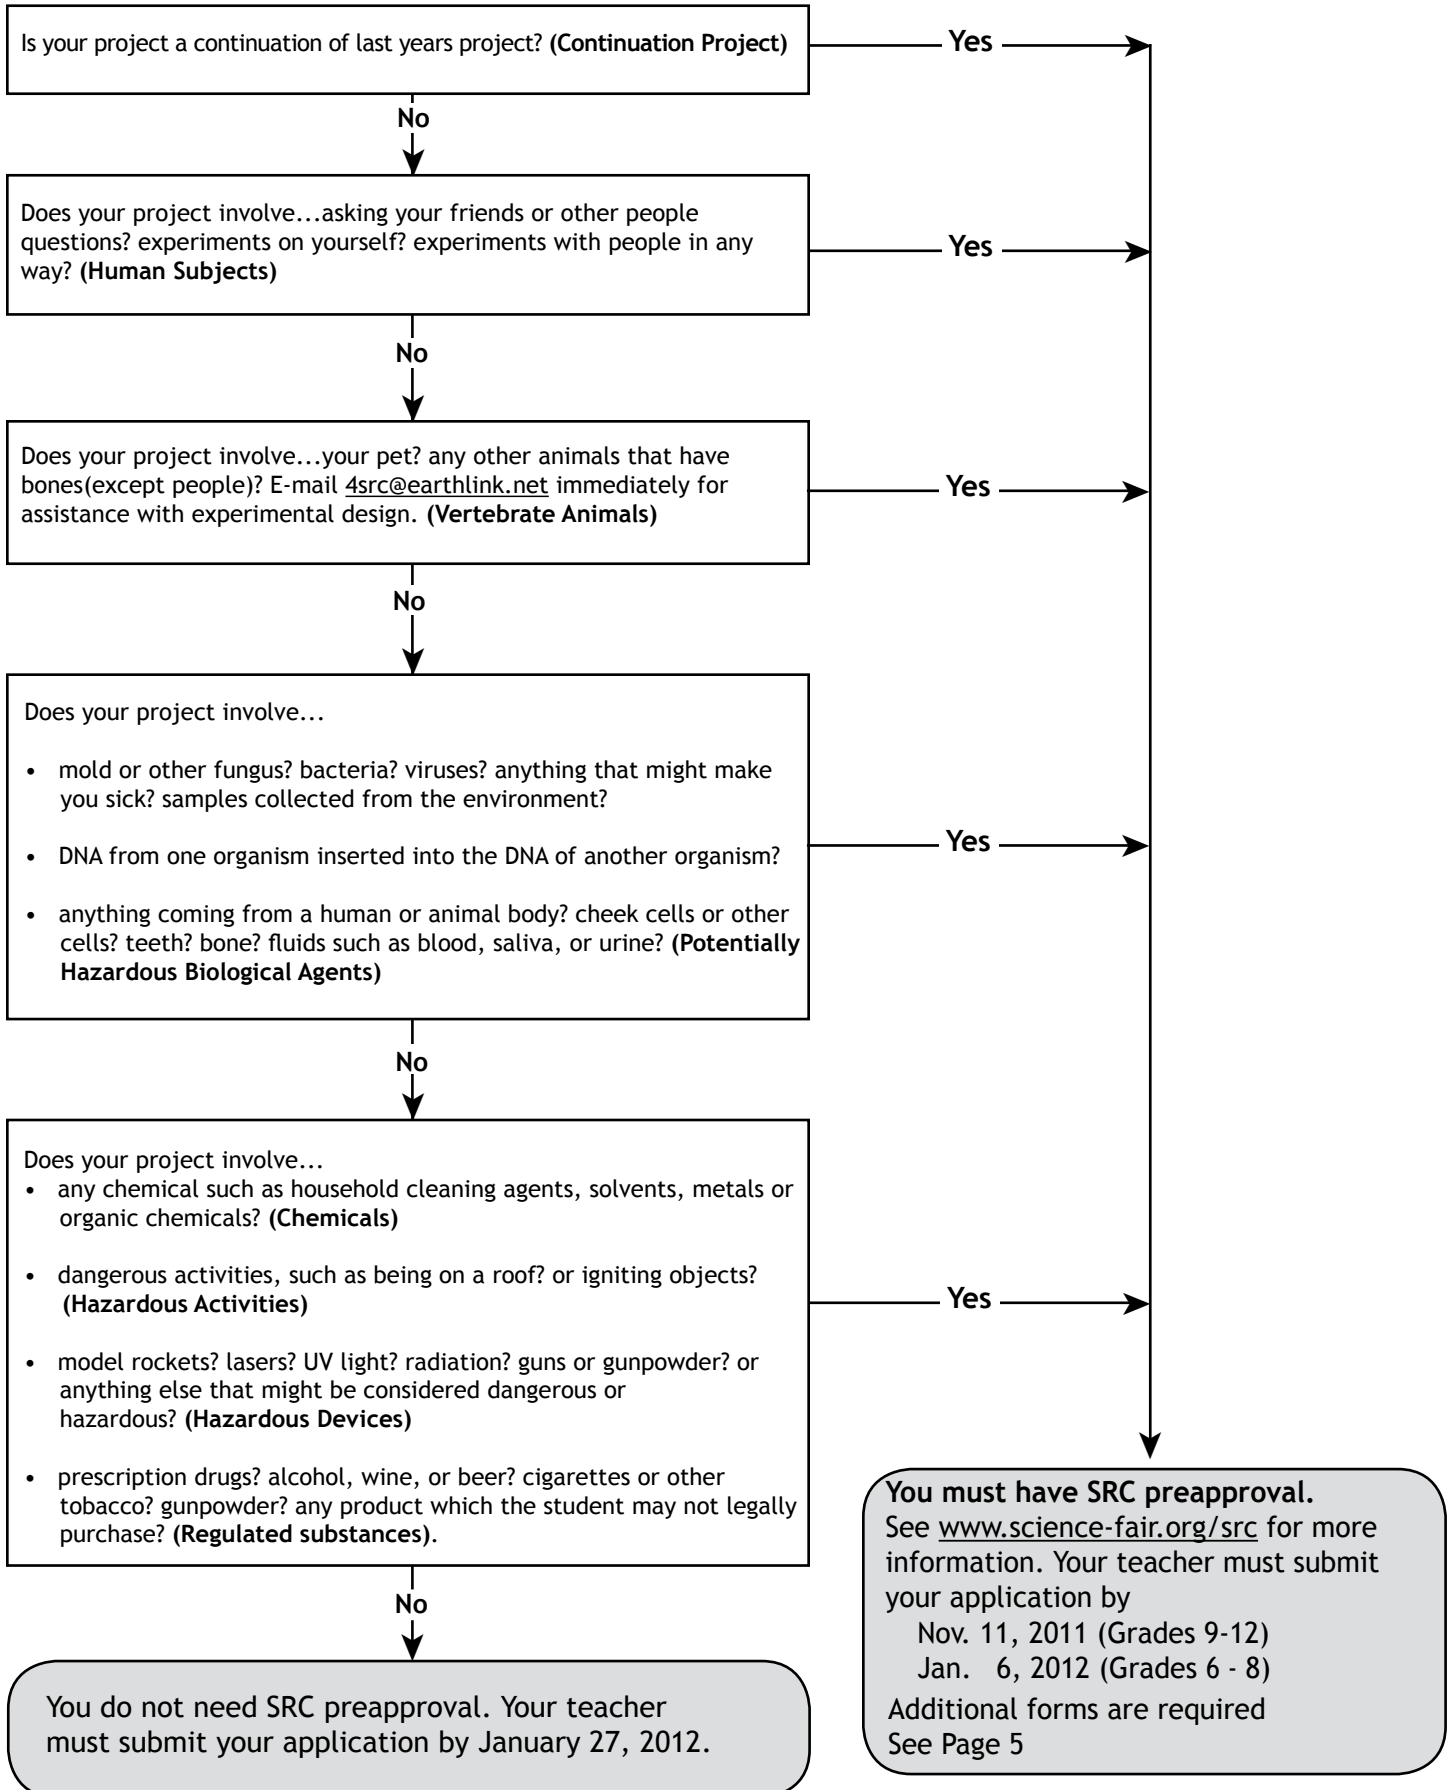 Is your project a continuation of last years project? (Continuation Project)
Yes
No
Does your project involve...asking your friends or other people
questions? experiments on yourself? experiments with people in any
way? (Human Subjects)
Yes
No
Does your project involve...your pet? any other animals that have
bones(except people)? E-mail 4src@earthlink.net immediately for
assistance with experimental design. (Vertebrate Animals)
Yes
No
Does your project involve...
• mold or other fungus? bacteria? viruses? anything that might make
you sick? samples collected from the environment?
• DNA from one organism inserted into the DNA of another organism?
• anything coming from a human or animal body? cheek cells or other
cells? teeth? bone? fluids such as blood, saliva, or urine? (Potentially
Hazardous Biological Agents)
Yes
No
Does your project involve...
• any chemical such as household cleaning agents, solvents, metals or
organic chemicals? (Chemicals)
• dangerous activities, such as being on a roof? or igniting objects?
(Hazardous Activities)
• model rockets? lasers? UV light? radiation? guns or gunpowder? or
anything else that might be considered dangerous or
hazardous? (Hazardous Devices)
• prescription drugs? alcohol, wine, or beer? cigarettes or other
tobacco? gunpowder? any product which the student may not legally
purchase? (Regulated substances).
Yes
No
You do not need SRC preapproval. Your teacher
must submit your application by January 27, 2012.
You must have SRC preapproval.
See www.science-fair.org/src for more
information. Your teacher must submit
your application by
Nov. 11, 2011 (Grades 9-12)
Jan. 6, 2012 (Grades 6 - 8)
Additional forms are required
See Page 5